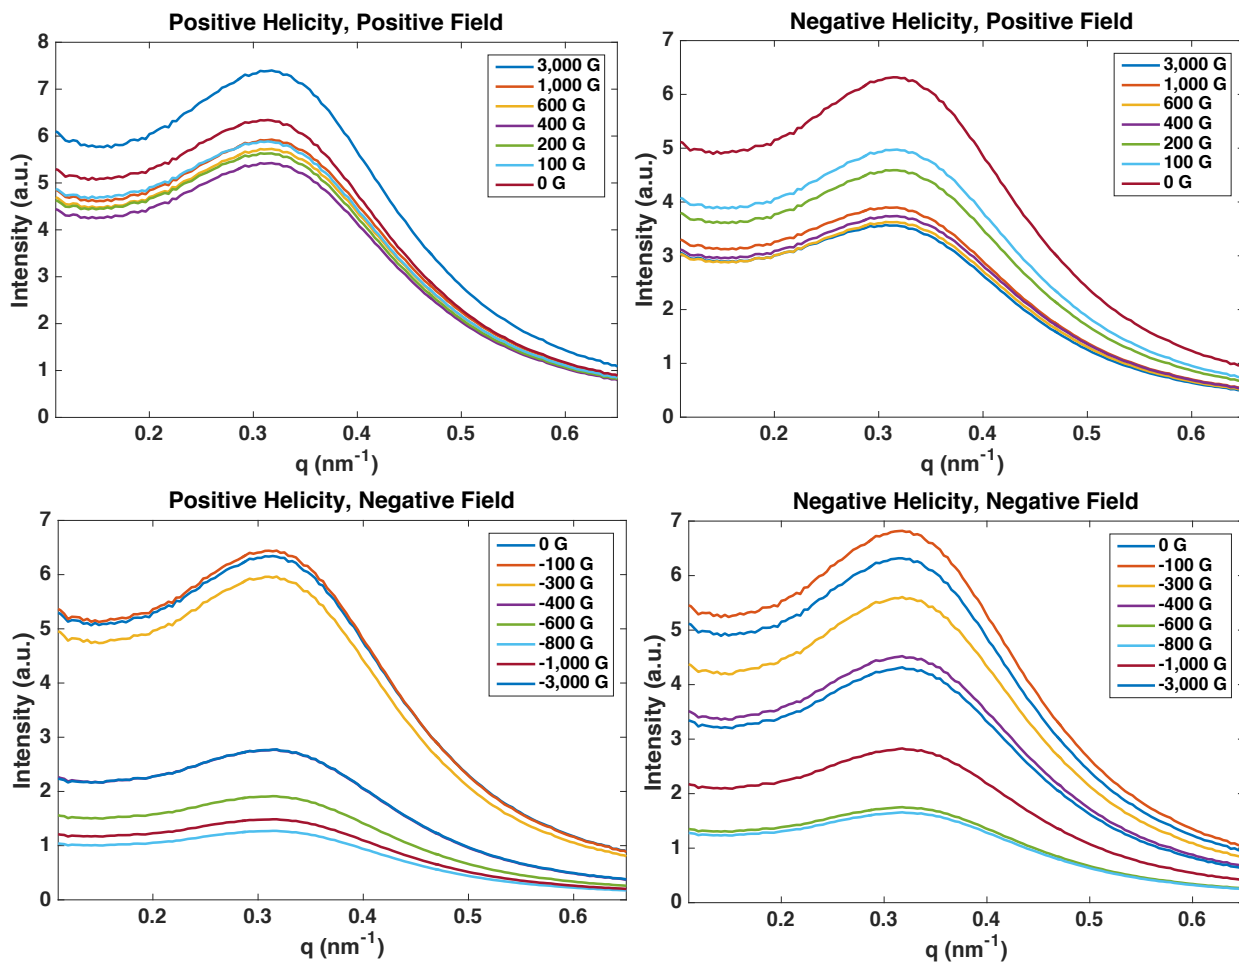 Positive Helicity, Positive Field
8
7
6
5
4
3
2
1
0
Intensity (a.u.)
0.2
0.3
0.4
0.5
0.6
q (nm⁻¹)
3,000 G
1,000 G
600 G
400 G
200 G
100 G
0 G
Negative Helicity, Positive Field
7
6
5
4
3
2
1
0
Intensity (a.u.)
0.2
0.3
0.4
0.5
0.6
q (nm⁻¹)
3,000 G
1,000 G
600 G
400 G
200 G
100 G
0 G
Positive Helicity, Negative Field
7
6
5
4
3
2
1
0
Intensity (a.u.)
0.2
0.3
0.4
0.5
0.6
q (nm⁻¹)
0 G
-100 G
-300 G
-400 G
-600 G
-800 G
-1,000 G
-3,000 G
Negative Helicity, Negative Field
7
6
5
4
3
2
1
0
Intensity (a.u.)
0.2
0.3
0.4
0.5
0.6
q (nm⁻¹)
0 G
-100 G
-300 G
-400 G
-600 G
-800 G
-1,000 G
-3,000 G